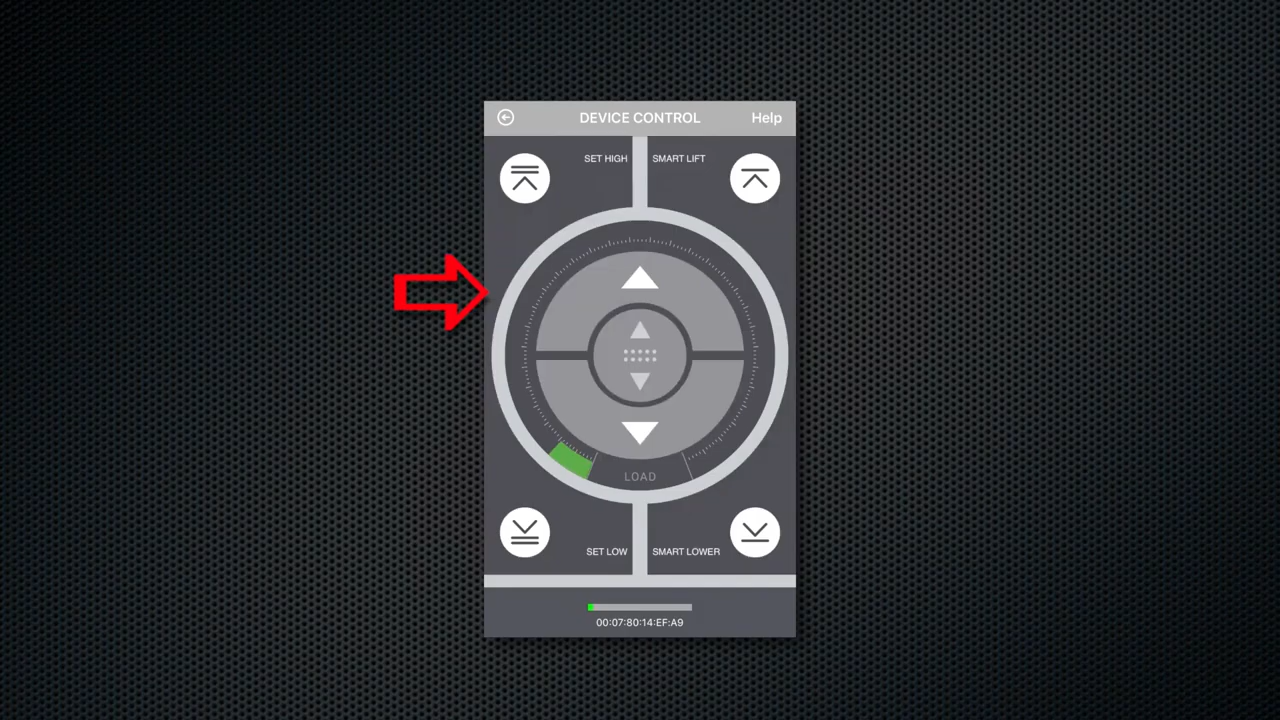 DEVICE CONTROL
Help
SET HIGH
SMART LIFT
LOAD
SET LOW
SMART LOWER
00:07:80:14:EF:A9